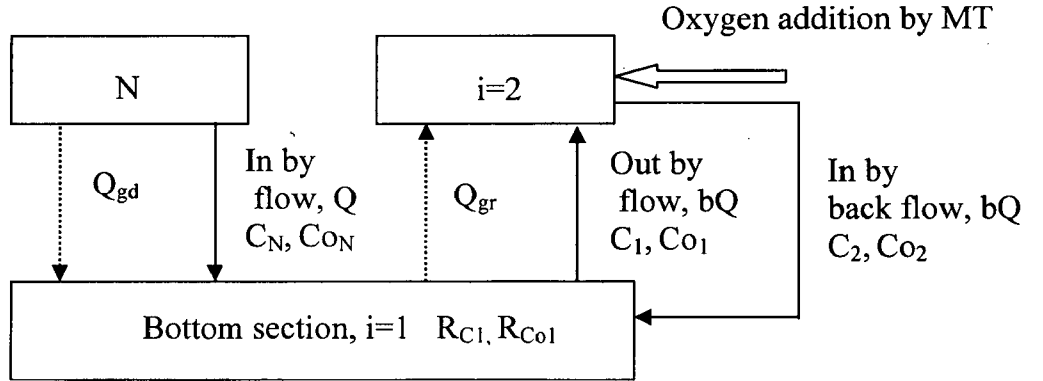 Oxygen addition by MT
N
i=2
Q_gd
In by
flow, Q
C_N, Co_N
Q_gr
Out by
flow, bQ
C_1, Co_1
In by
back flow, bQ
C_2, Co_2
Bottom section, i=1 R_C1, R_Co1